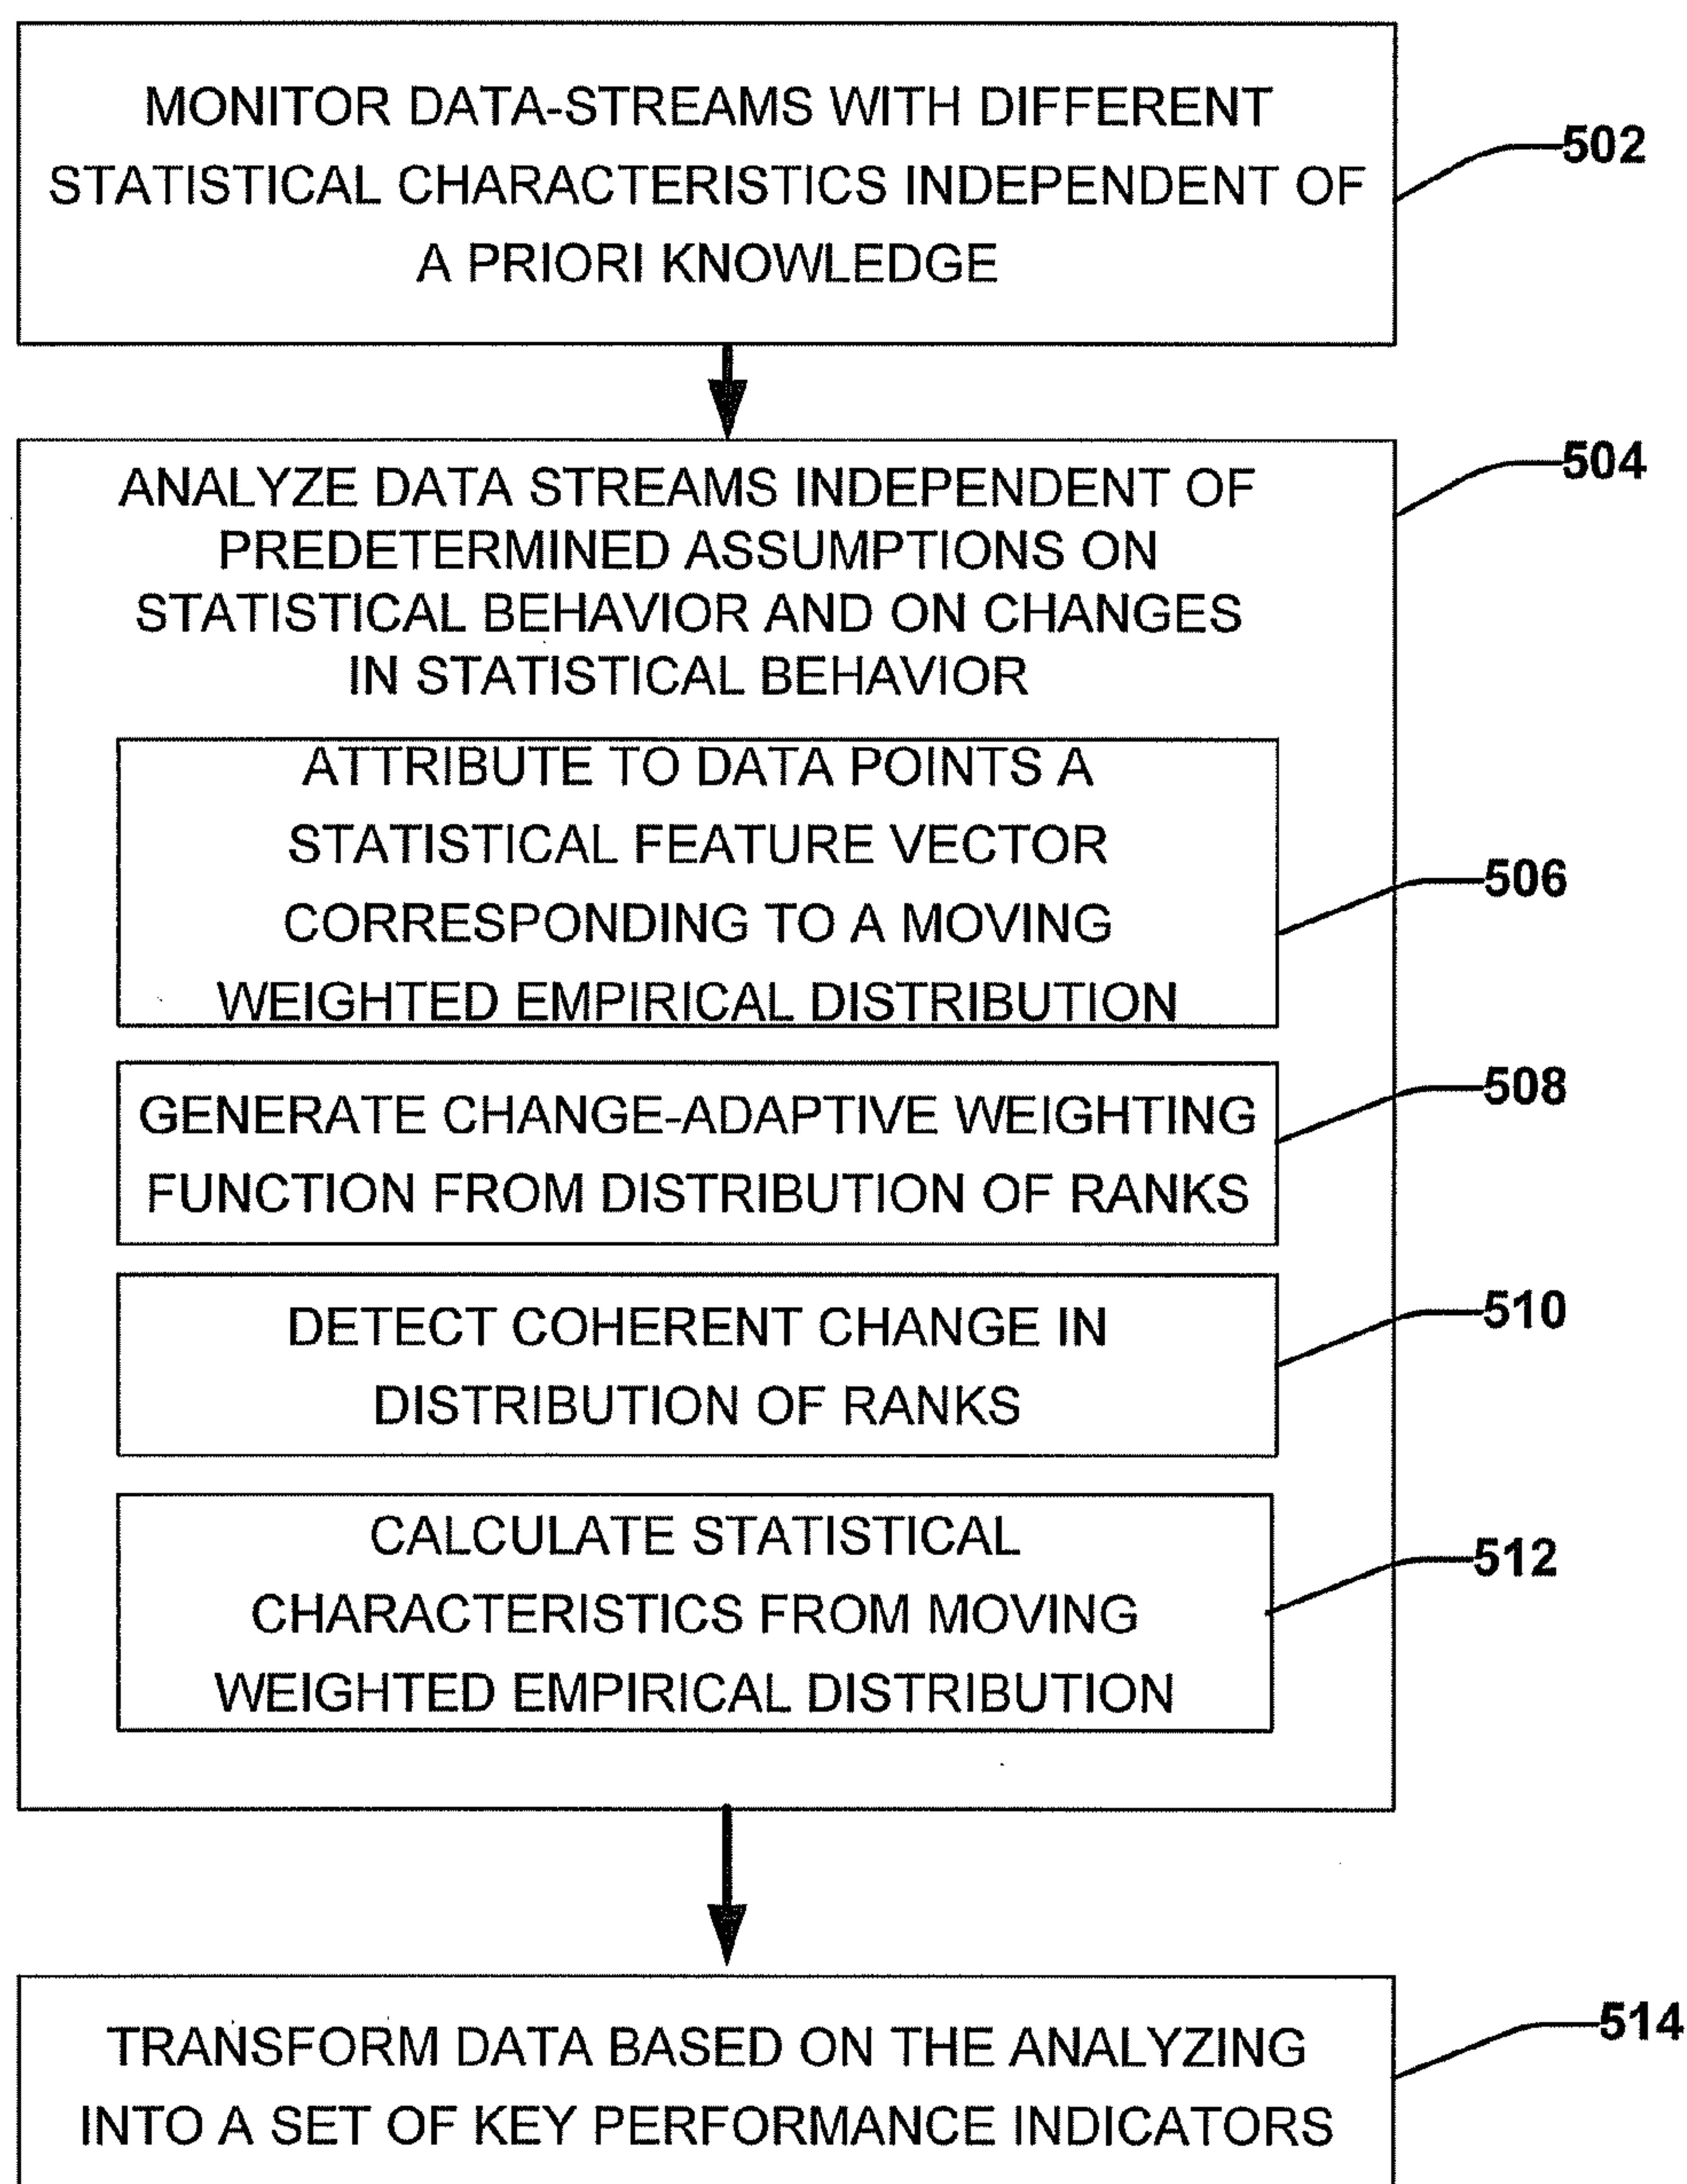 MONITOR DATA-STREAMS WITH DIFFERENT
STATISTICAL CHARACTERISTICS INDEPENDENT OF
A PRIORI KNOWLEDGE
502
ANALYZE DATA STREAMS INDEPENDENT OF
PREDETERMINED ASSUMPTIONS ON
STATISTICAL BEHAVIOR AND ON CHANGES
IN STATISTICAL BEHAVIOR
504
ATTRIBUTE TO DATA POINTS A
STATISTICAL FEATURE VECTOR
CORRESPONDING TO A MOVING
WEIGHTED EMPIRICAL DISTRIBUTION
506
GENERATE CHANGE-ADAPTIVE WEIGHTING
FUNCTION FROM DISTRIBUTION OF RANKS
508
DETECT COHERENT CHANGE IN
DISTRIBUTION OF RANKS
510
CALCULATE STATISTICAL
CHARACTERISTICS FROM MOVING
WEIGHTED EMPIRICAL DISTRIBUTION
512
TRANSFORM DATA BASED ON THE ANALYZING
INTO A SET OF KEY PERFORMANCE INDICATORS
514